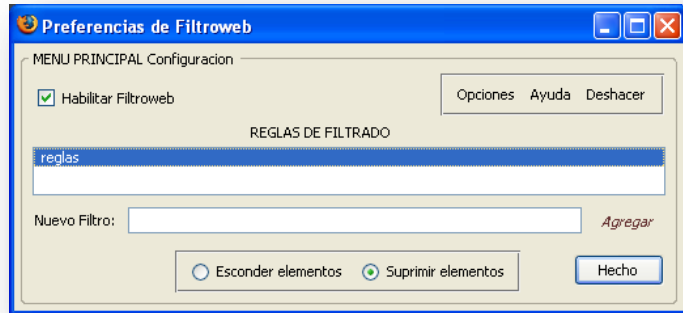 Preferencias de Filtroweb
MENU PRINCIPAL Configuracion
Habilitar Filtroweb
Opciones Ayuda Deshacer
REGLAS DE FILTRADO
reglas
Nuevo Filtro:
Agregar
Esconder elementos Suprimir elementos
Hecho